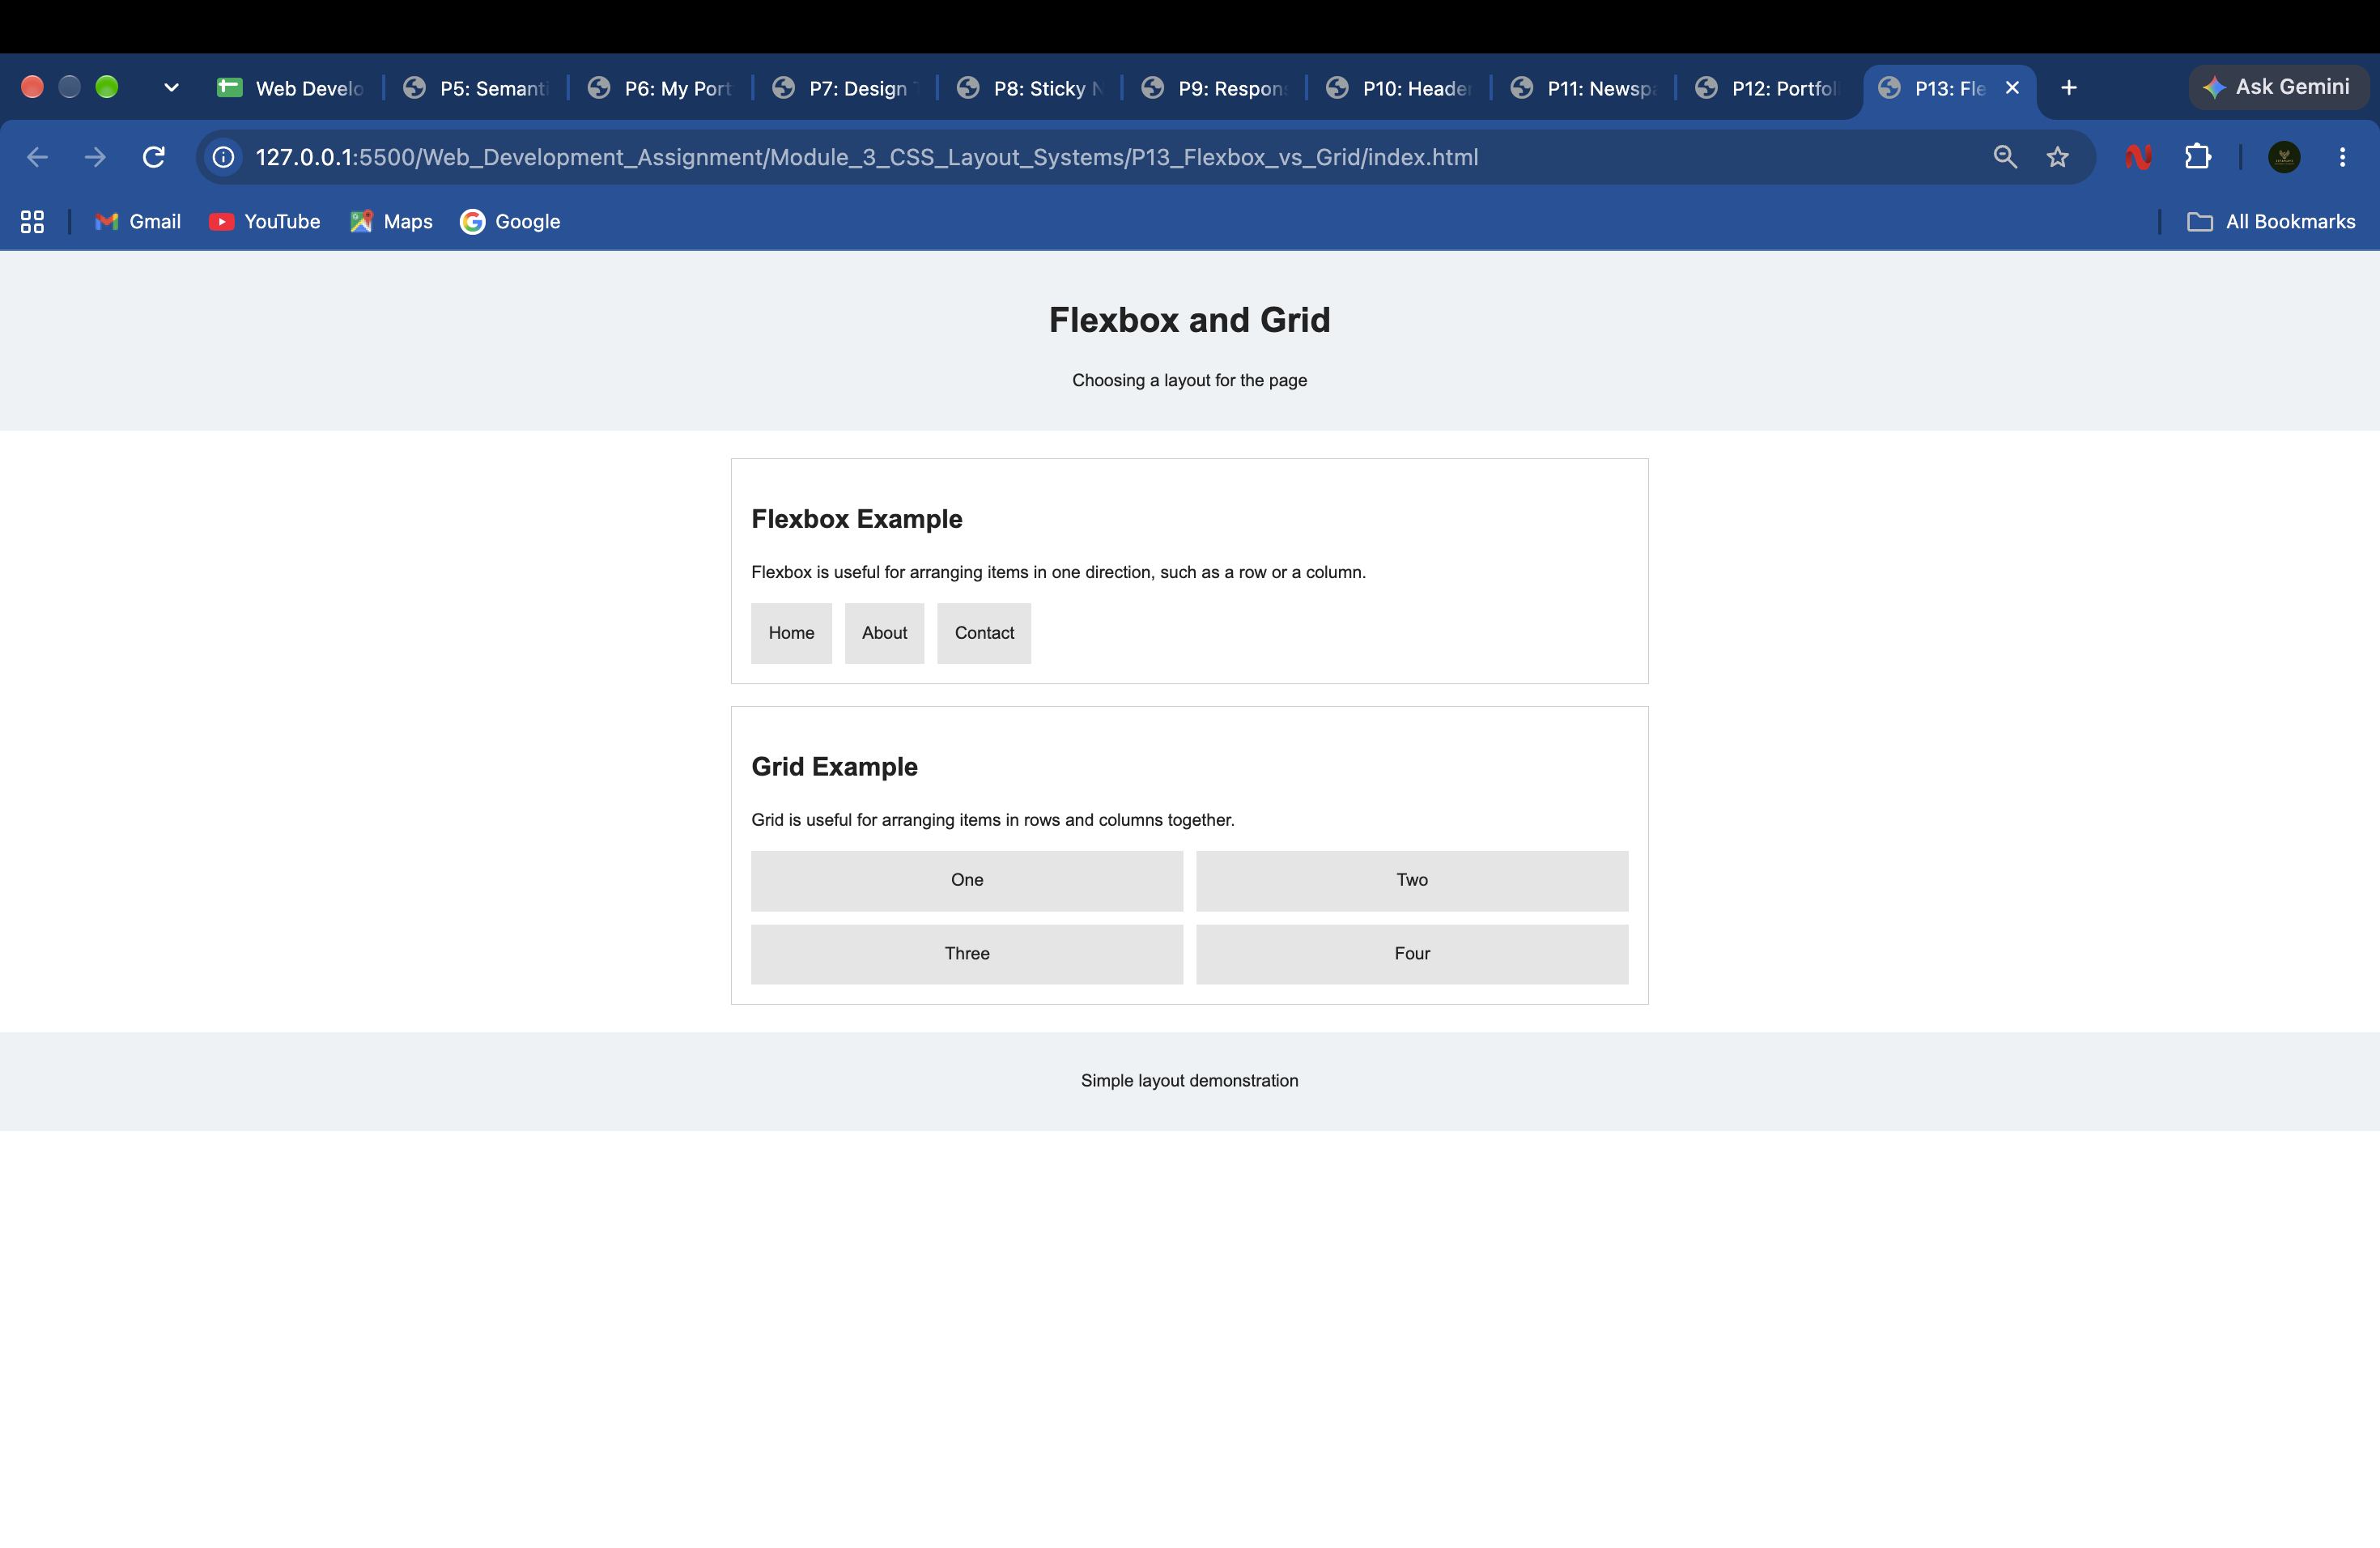 Web Develo
P5: Semanti
P6: My Port
P7: Design
P8: Sticky N
P9: Respons
P10: Header
P11: Newspa
P12: Portfoli
P13: Fle
Ask Gemini
127.0.0.1:5500/Web_Development_Assignment/Module_3_CSS_Layout_Systems/P13_Flexbox_vs_Grid/index.html
Gmail YouTube Maps Google All Bookmarks
Flexbox and Grid
Choosing a layout for the page
Flexbox Example
Flexbox is useful for arranging items in one direction, such as a row or a column.
Home About Contact
Grid Example
Grid is useful for arranging items in rows and columns together.
One Two
Three Four
Simple layout demonstration